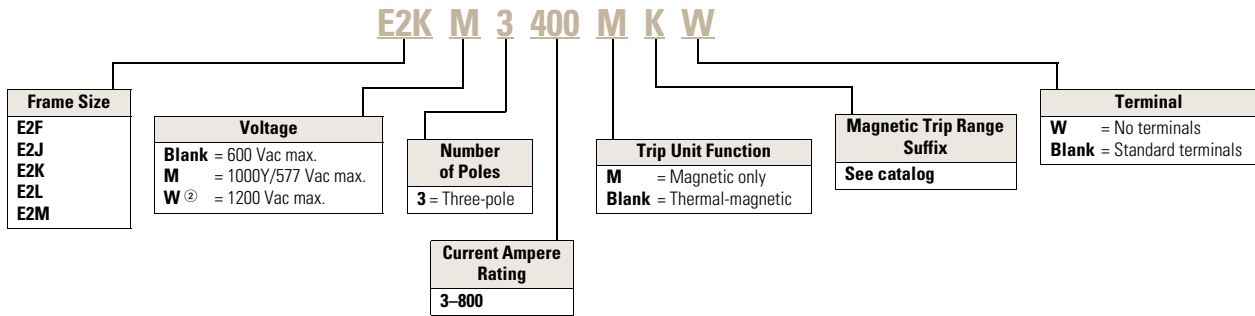 E2K M 3 400 M K W
Frame Size
E2F
E2J
E2K
E2L
E2M
Voltage
Blank = 600 Vac max.
M = 1000Y/577 Vac max.
W ② = 1200 Vac max.
Number
of Poles
3 = Three-pole
Current Ampere
Rating
3–800
Trip Unit Function
M = Magnetic only
Blank = Thermal-magnetic
Magnetic Trip Range
Suffix
See catalog
Terminal
W = No terminals
Blank = Standard terminals